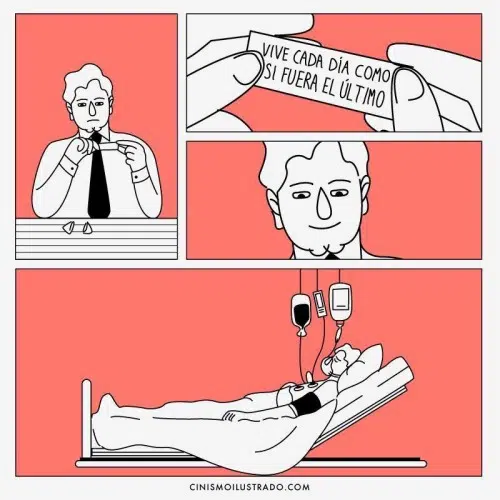 VIVE CADA DÍA COMO
SI FUERA EL ÚLTIMO
CINISMOILUSTRADO.COM